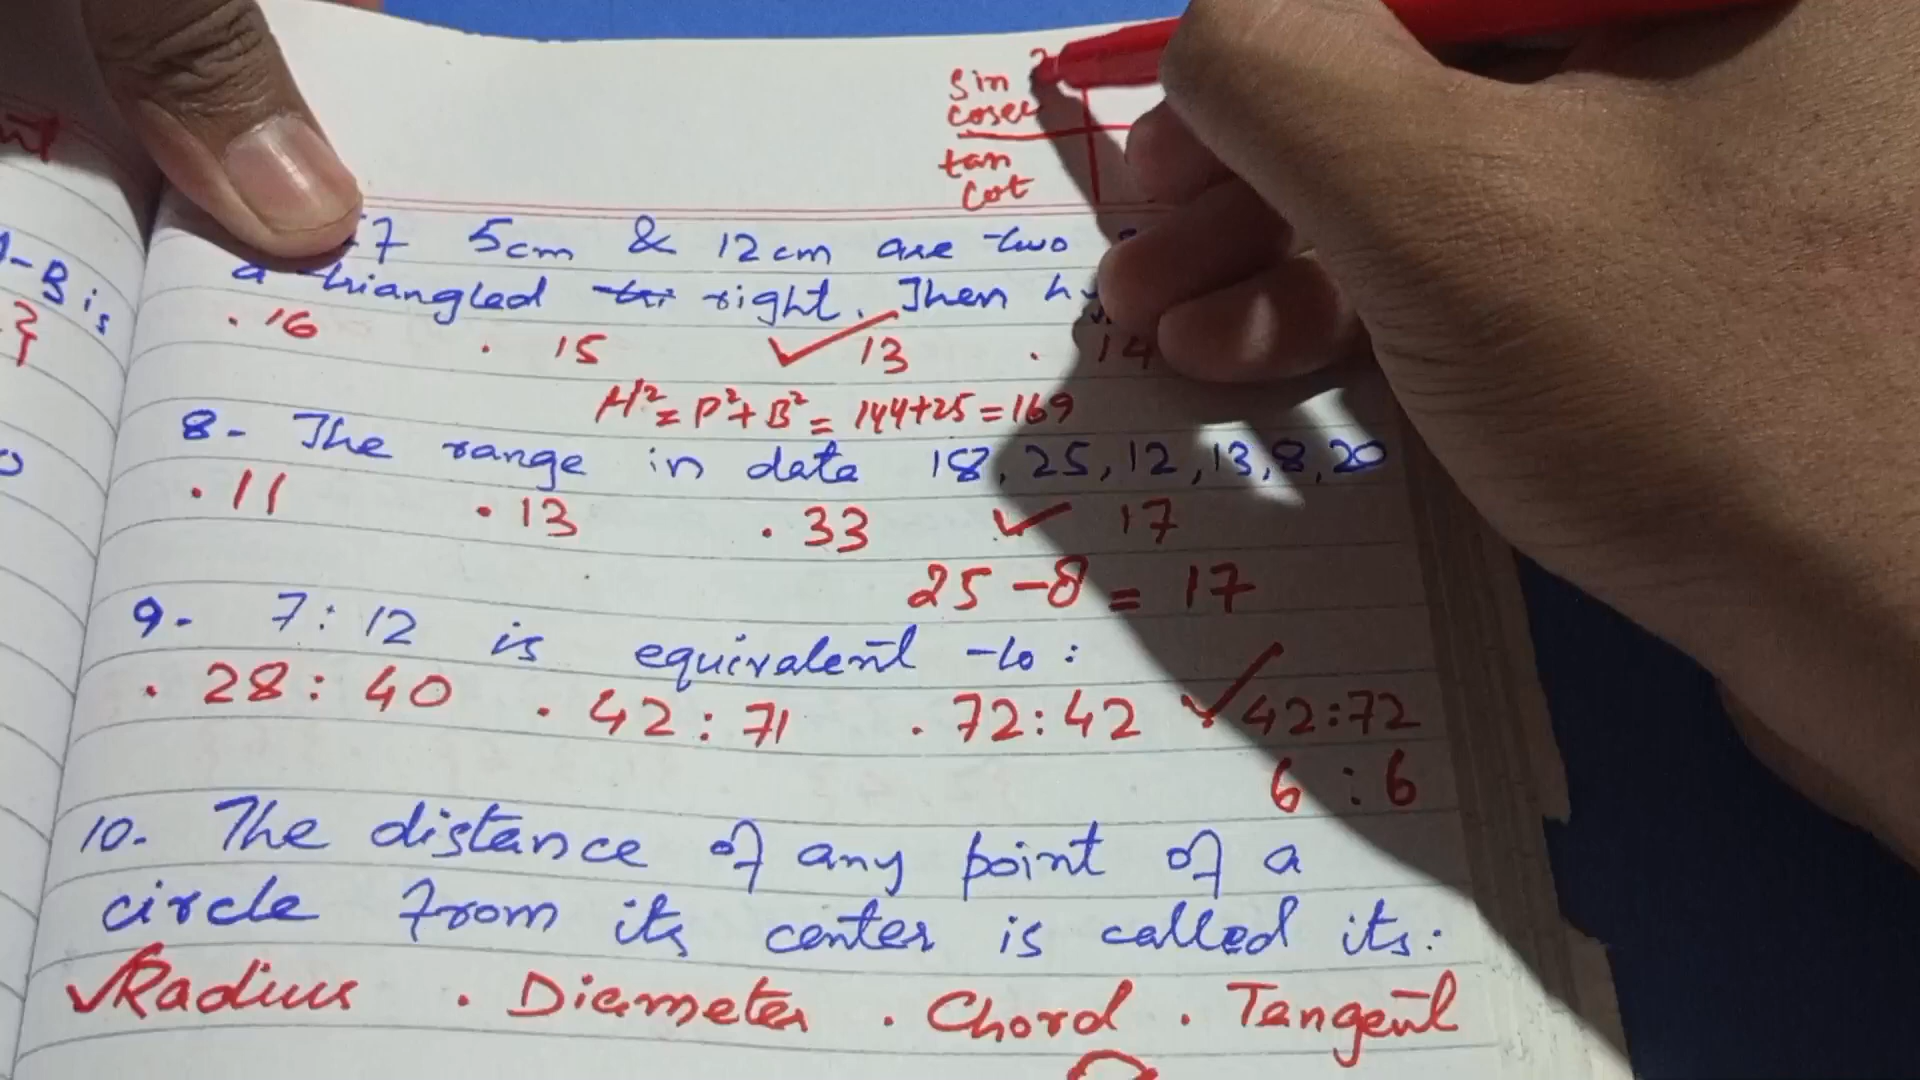 sin
cosec
tan
cot
If 5cm & 12cm are two
a triangled right. Then
. 16 . 15 ✓ 13 . 14
H² = P² + B² = 144+25 = 169
8- The range in data 18, 25, 12, 13, 8, 20
. 11 . 13 . 33 ✓ 17
25 - 8 = 17
9- 7:12 is equivalent to:
. 28:40 . 42:71 . 72:42 ✓ 42:72
6 : 6
10. The distance of any point of a
circle from its center is called its:
✓ Radius . Diameter . Chord . Tangent